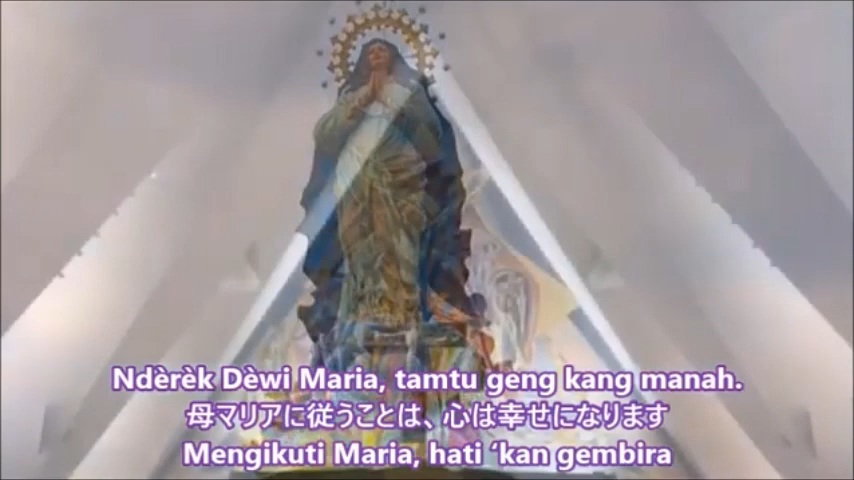 Ndèrèk Dèwi Maria, tamtu geng kang manah.
母マリアに従うことは、心は幸せになります
Mengikuti Maria, hati ‘kan gembira